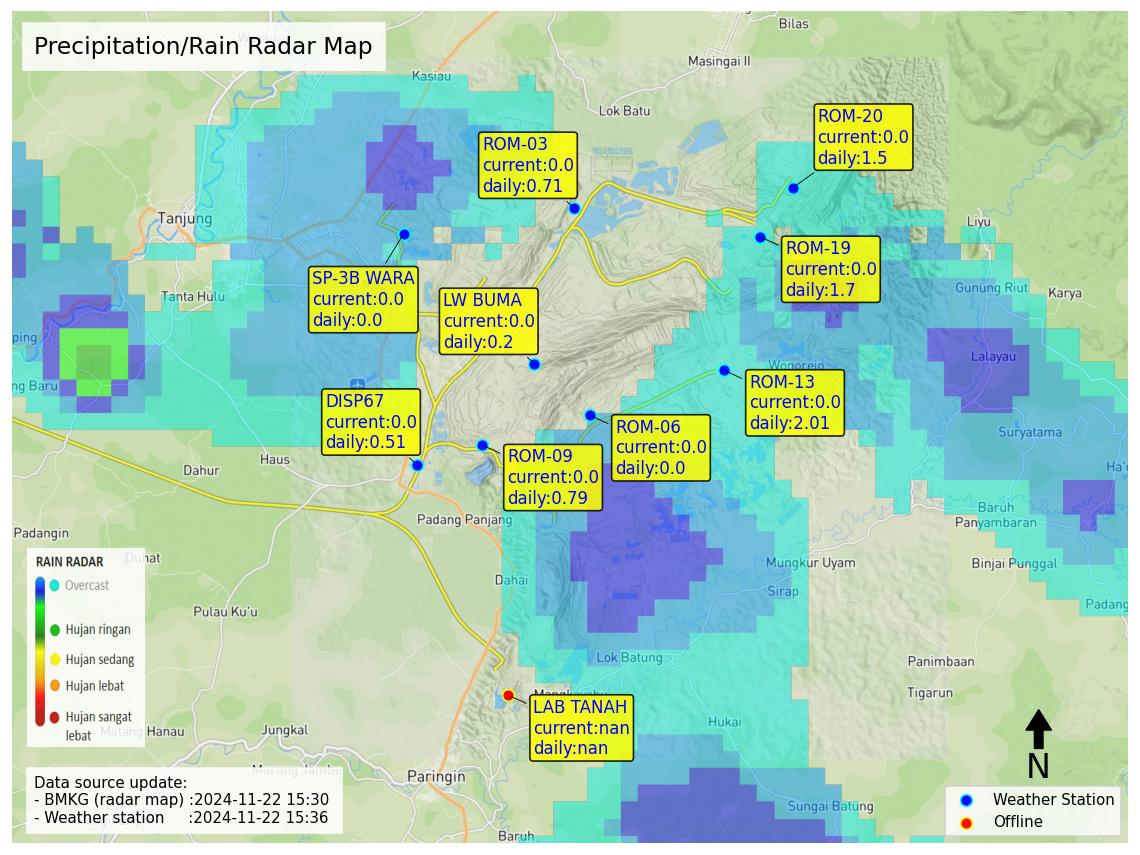 Precipitation/Rain Radar Map
Bilas
Masingai II
Kasiau
Lok Batu
ROM-20
current:0.0
daily:1.5
ROM-03
current:0.0
daily:0.71
Tanjung
Liyu
ROM-19
current:0.0
daily:1.7
SP-3B WARA
current:0.0
daily:0.0
Tanta Hulu
LW BUMA
current:0.0
daily:0.2
Gunung Riut
Karya
ping
Lalayau
Wonorejo
ng Baru
ROM-13
current:0.0
daily:2.01
DISP67
current:0.0
daily:0.51
ROM-06
current:0.0
daily:0.0
Suryatama
ROM-09
current:0.0
daily:0.79
Haus
Dahur
Ha'u
Baruh
Panyambaran
Padang Panjang
Padangin
Duhat
Mungkur Uyam
Binjai Punggal
Dahai
Sirap
Padang
Pulau Ku'u
RAIN RADAR
Overcast
Hujan ringan
Hujan sedang
Hujan lebat
Hujan sangat
lebat
Lok Batung
Panimbaan
Tigarun
LAB TANAH
current:nan
daily:nan
Hukai
Manau
Jungkal
Paringin
N
Data source update:
- BMKG (radar map) :2024-11-22 15:30
- Weather station :2024-11-22 15:36
Sungai Batung
Baruh
Weather Station
Offline